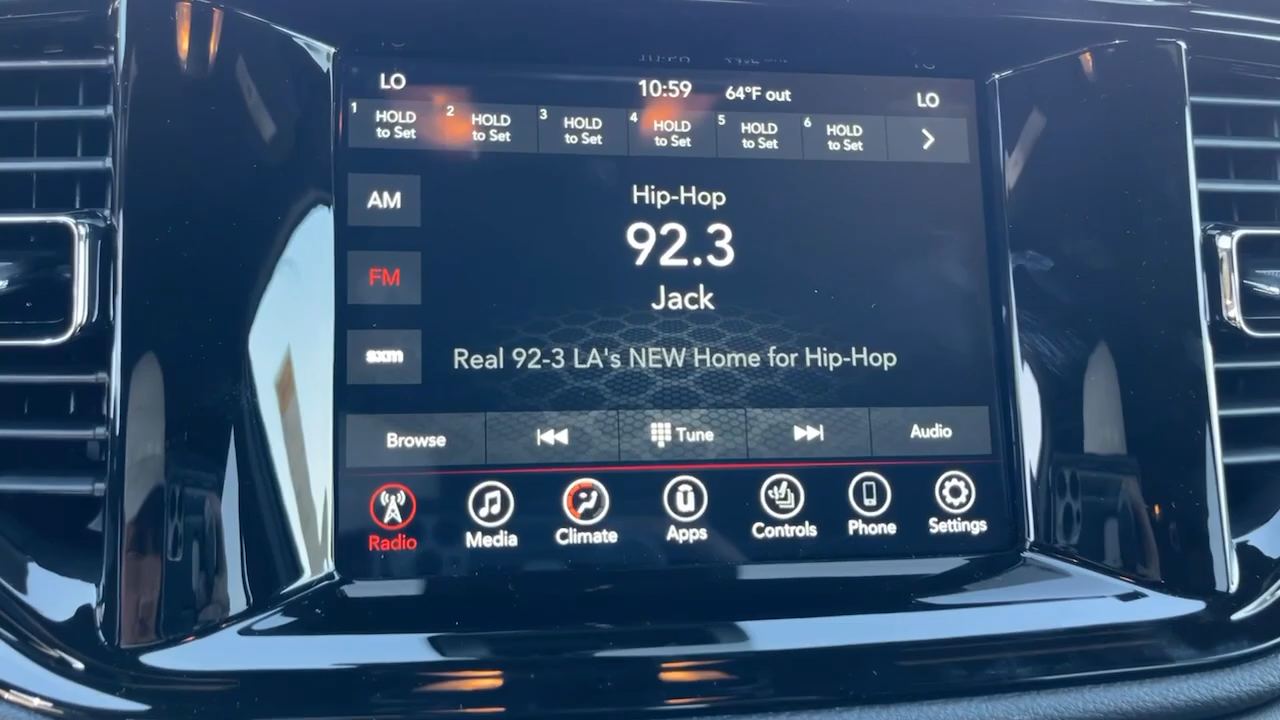 LO
10:59
64°F out
LO
1 HOLD to Set
2 HOLD to Set
3 HOLD to Set
4 HOLD to Set
5 HOLD to Set
6 HOLD to Set
AM
Hip-Hop
92.3
FM
Jack
sxm
Real 92-3 LA's NEW Home for Hip-Hop
Browse
Tune
Audio
Radio
Media
Climate
Apps
Controls
Phone
Settings